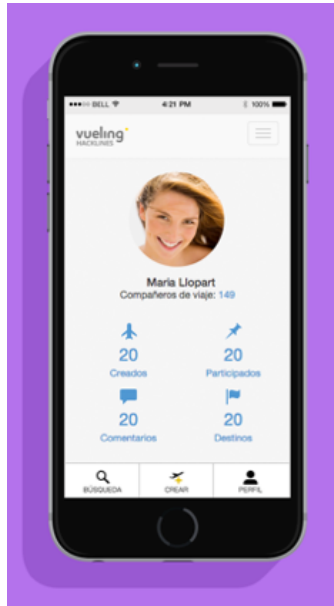 BELL 4:21 PM 100%
vueling
HACKLINES
Maria Llopart
Compañeros de viaje: 149
20 20
Creados Participados
20 20
Comentarios Destinos
BÚSQUEDA CREAR PERFIL